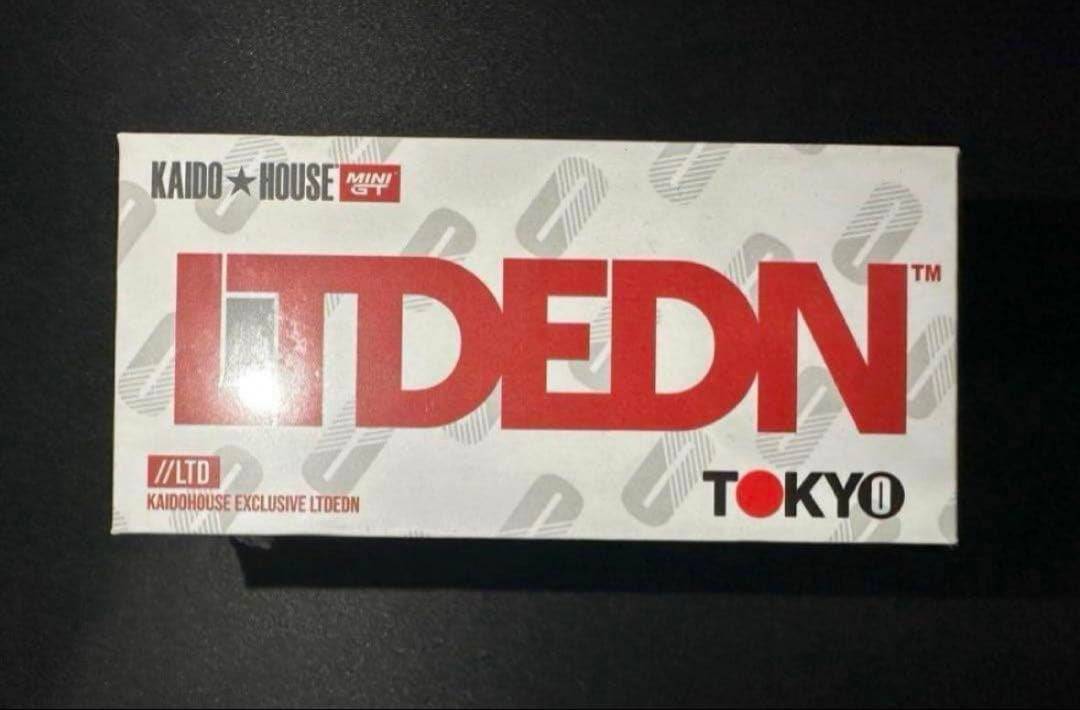 KAIDO★HOUSE MINI GT
LTDEDN™
//LTD
KAIDOHOUSE EXCLUSIVE LTDEDN
TOKYO